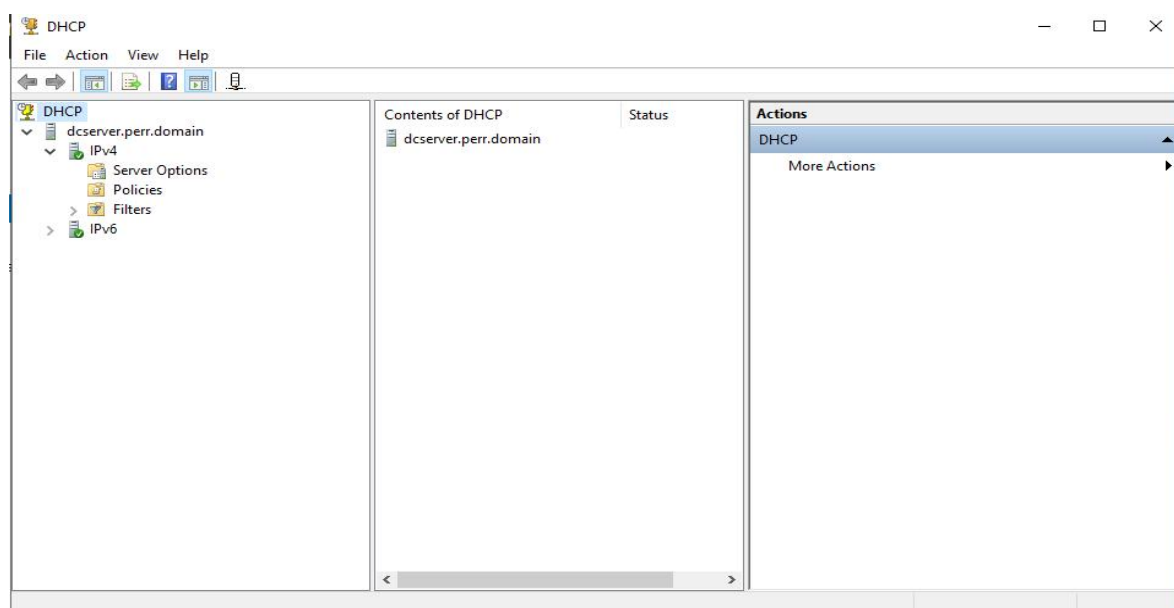 DHCP
File Action View Help
DHCP
dcserver.perr.domain
IPv4
Server Options
Policies
Filters
IPv6
Contents of DHCP Status
dcserver.perr.domain
Actions
DHCP
More Actions